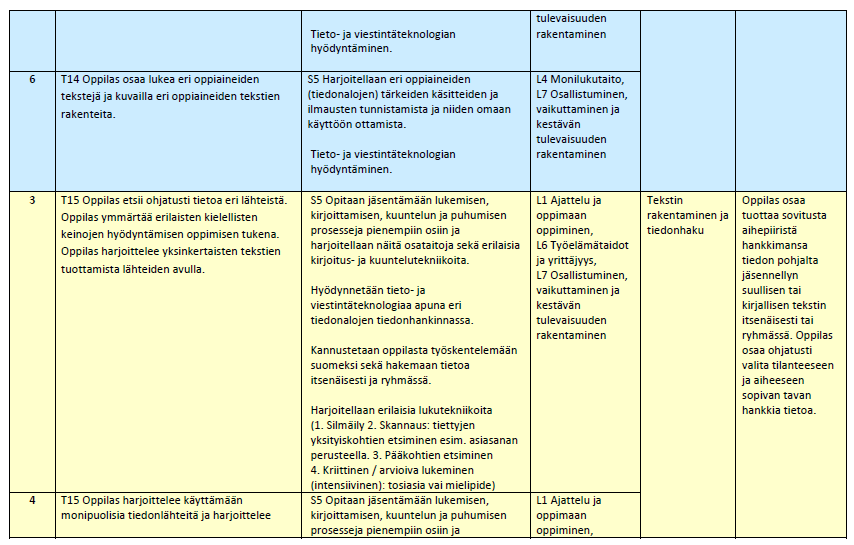 Tieto- ja viestintäteknologian
hyödyntäminen.
tulevaisuuden
rakentaminen
6
T14 Oppilas osaa lukea eri oppiaineiden
tekstejä ja kuvailla eri oppiaineiden tekstien
rakenteita.
S5 Harjoitellaan eri oppiaineiden
(tiedonalojen) tärkeiden käsitteiden ja
ilmausten tunnistamista ja niiden omaan
käyttöön ottamista.
Tieto- ja viestintäteknologian
hyödyntäminen.
L4 Monilukutaito,
L7 Osallistuminen,
vaikuttaminen ja
kestävän
tulevaisuuden
rakentaminen
3
T15 Oppilas etsii ohjatusti tietoa eri lähteistä.
Oppilas ymmärtää erilaisten kielellisten
keinojen hyödyntämisen oppimisen tukena.
Oppilas harjoittelee yksinkertaisten tekstien
tuottamista lähteiden avulla.
S5 Opitaan jäsentämään lukemisen,
kirjoittamisen, kuuntelun ja puhumisen
prosesseja pienempiin osiin ja
harjoitellaan näitä osataitoja sekä erilaisia
kirjoitus- ja kuuntelutekniikoita.
Hyödynnetään tieto- ja
viestintäteknologiaa apuna eri
tiedonalojen tiedonhankinnassa.
Kannustetaan oppilasta työskentelemään
suomeksi sekä hakemaan tietoa
itsenäisesti ja ryhmässä.
Harjoitellaan erilaisia lukutekniikoita
(1. Silmäily 2. Skannaus: tiettyjen
yksityiskohtien etsiminen esim. asiasanan
perusteella. 3. Pääkohtien etsiminen
4. Kriittinen / arvioiva lukeminen
(intensiivinen): tosiasia vai mielipide)
L1 Ajattelu ja
oppimaan
oppiminen,
L6 Työelämätaidot
ja yrittäjyys,
L7 Osallistuminen,
vaikuttaminen ja
kestävän
tulevaisuuden
rakentaminen
Tekstin
rakentaminen ja
tiedonhaku
Oppilas osaa
tuottaa sovitusta
aihepiiristä
hankkimansa
tiedon pohjalta
jäsennellyn
suullisen tai
kirjallisen tekstin
itsenäisesti tai
ryhmässä. Oppilas
osaa ohjatusti
valita tilanteeseen
ja aiheeseen
sopivan tavan
hankkia tietoa.
4
T15 Oppilas harjoittelee käyttämään
monipuolisia tiedonlähteitä ja harjoittelee
S5 Opitaan jäsentämään lukemisen,
kirjoittamisen, kuuntelun ja puhumisen
prosesseja pienempiin osiin ja
L1 Ajattelu ja
oppimaan
oppiminen,